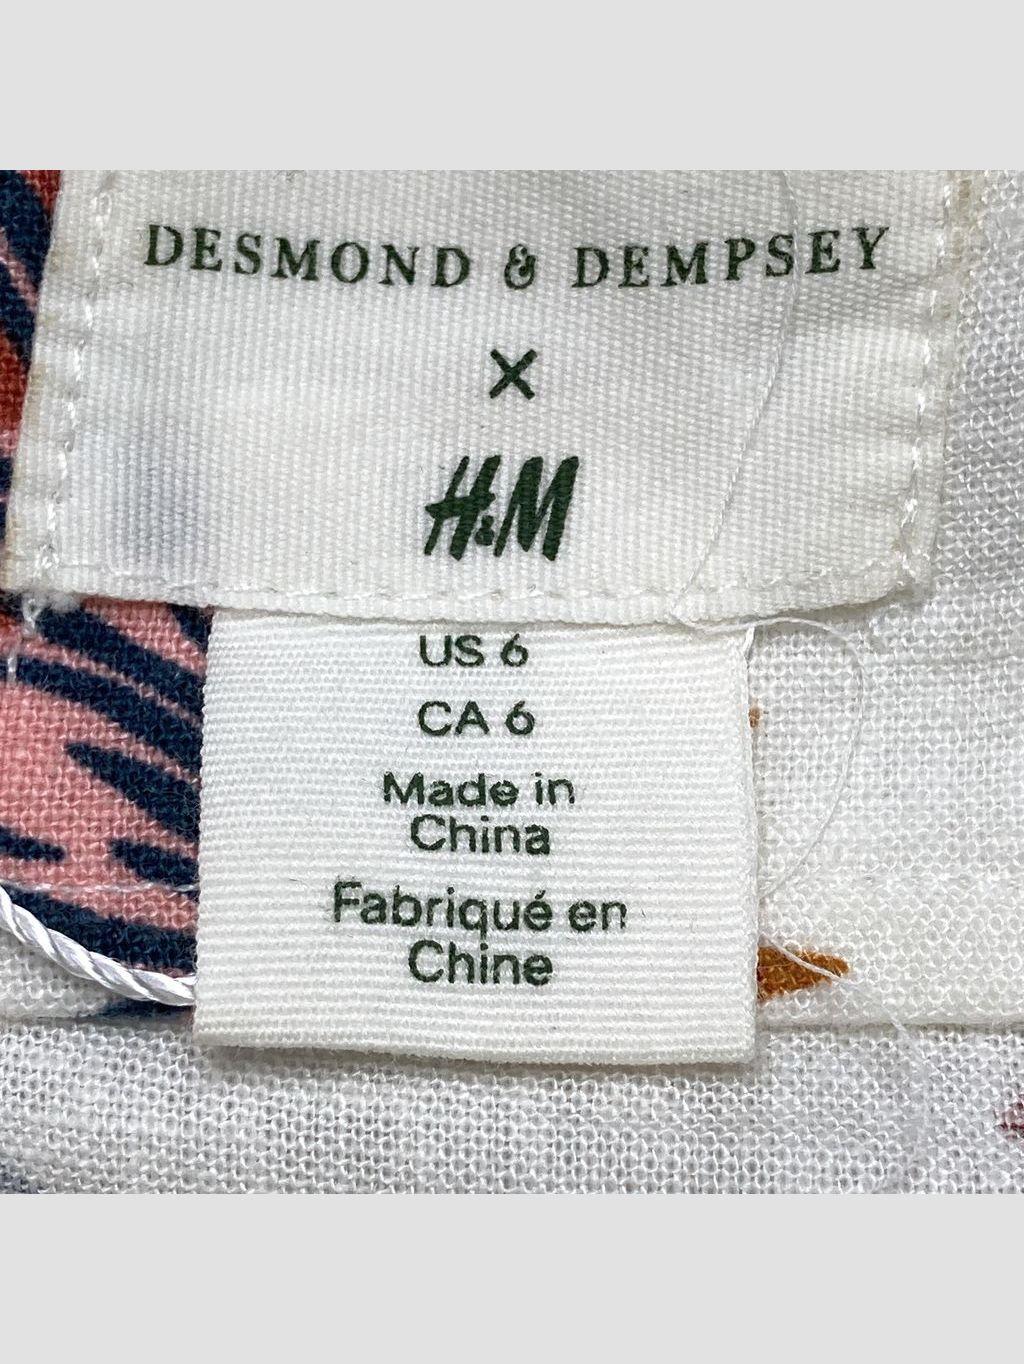 DESMOND & DEMPSEY
X
H&M
US 6
CA 6
Made in
China
Fabriqué en
Chine